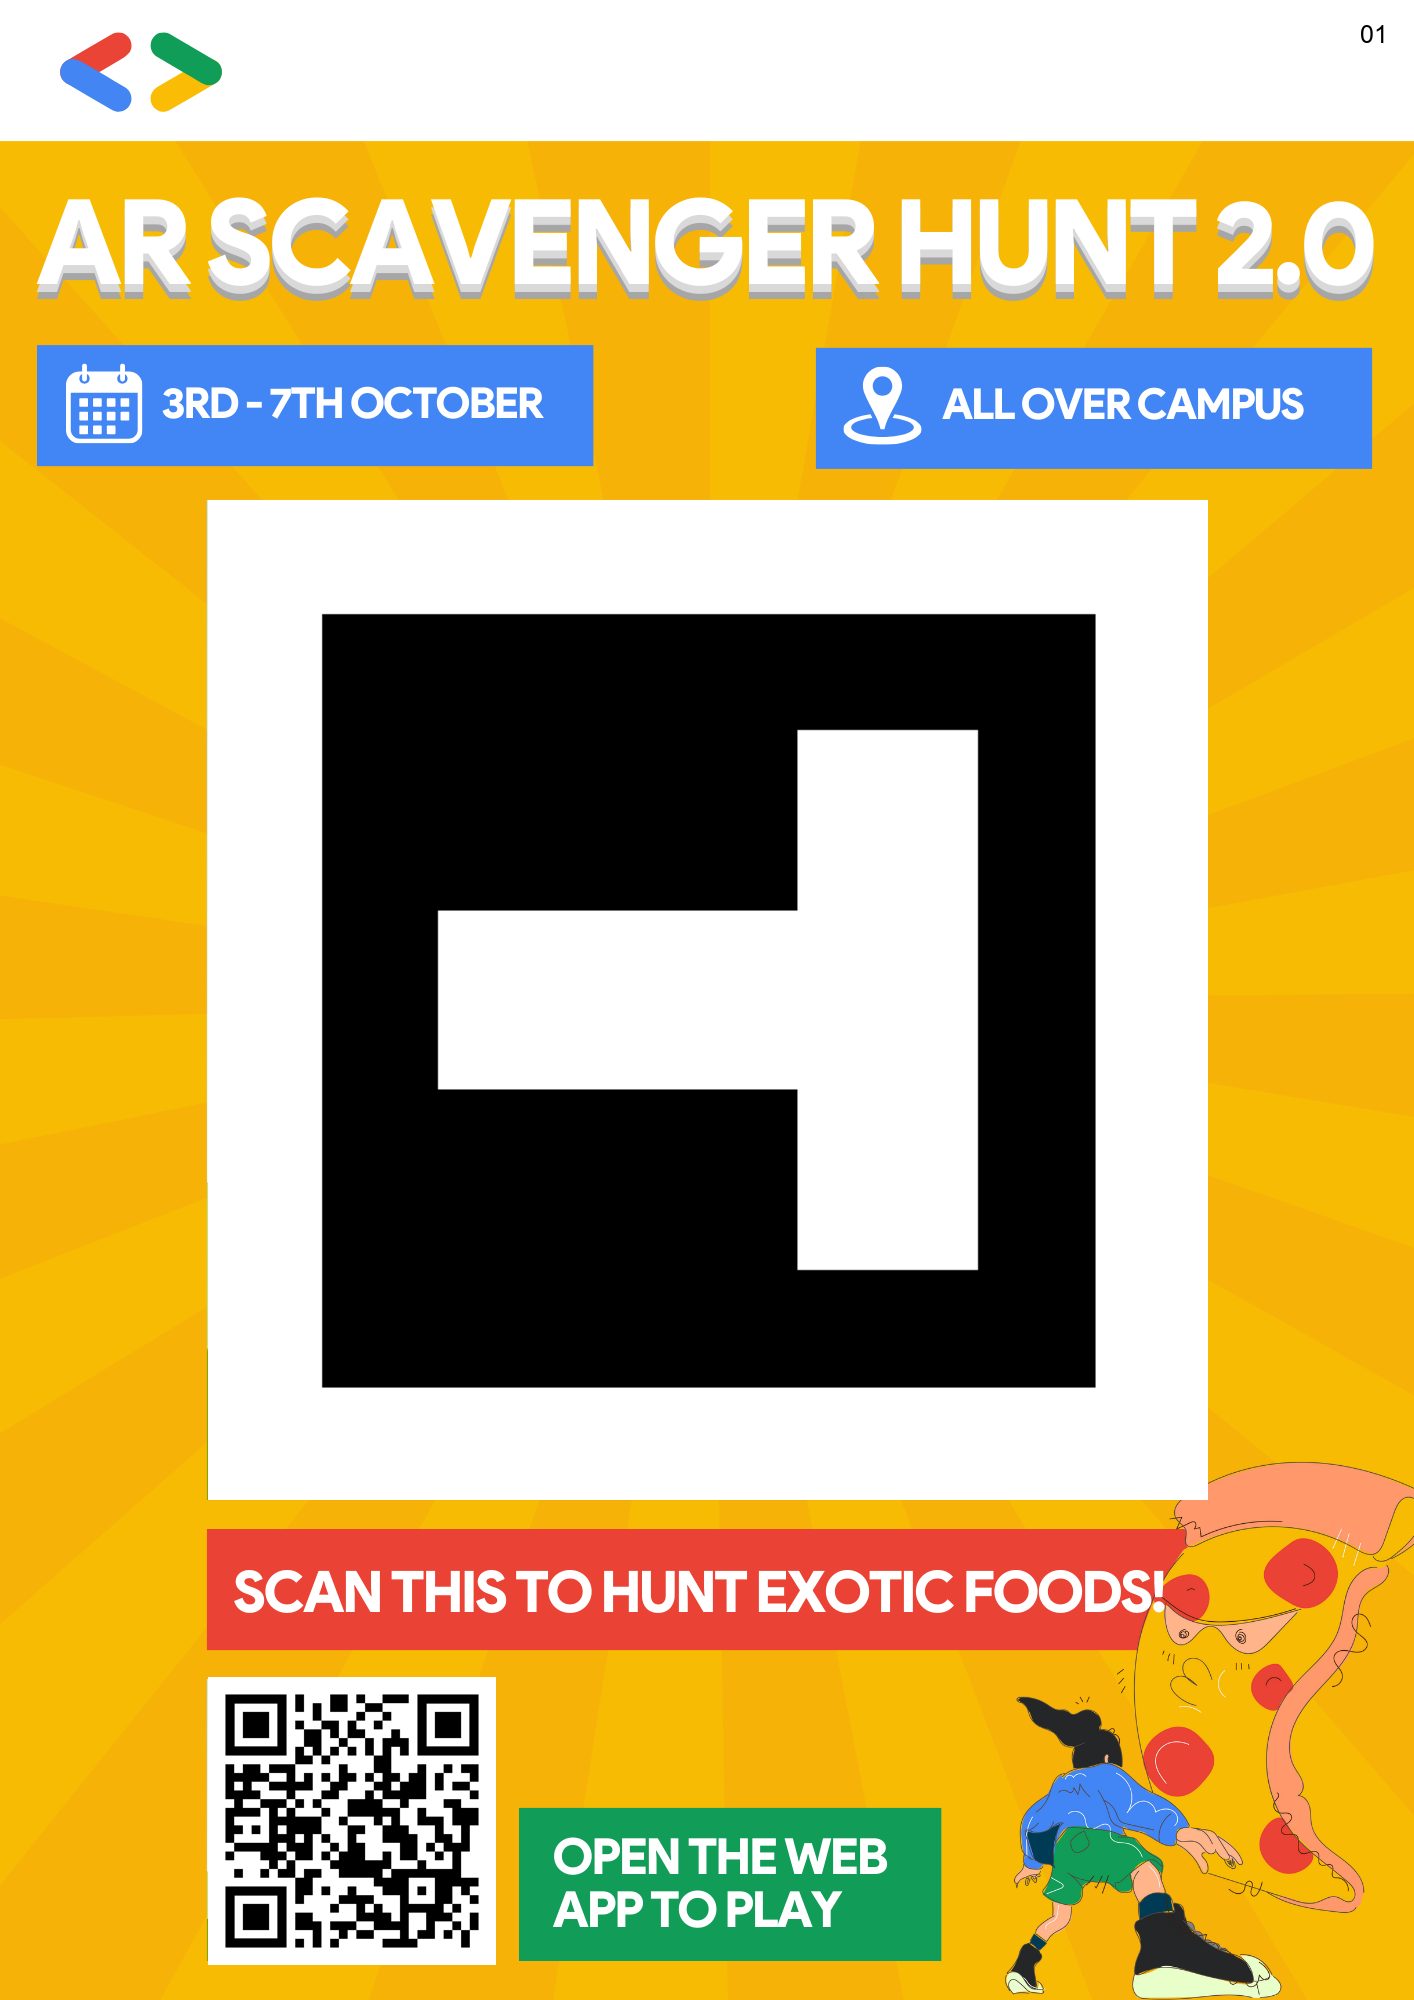 01
AR SCAVENGER HUNT 2.0
3RD - 7TH OCTOBER
ALL OVER CAMPUS
SCAN THIS TO HUNT EXOTIC FOODS!
OPEN THE WEB
APP TO PLAY